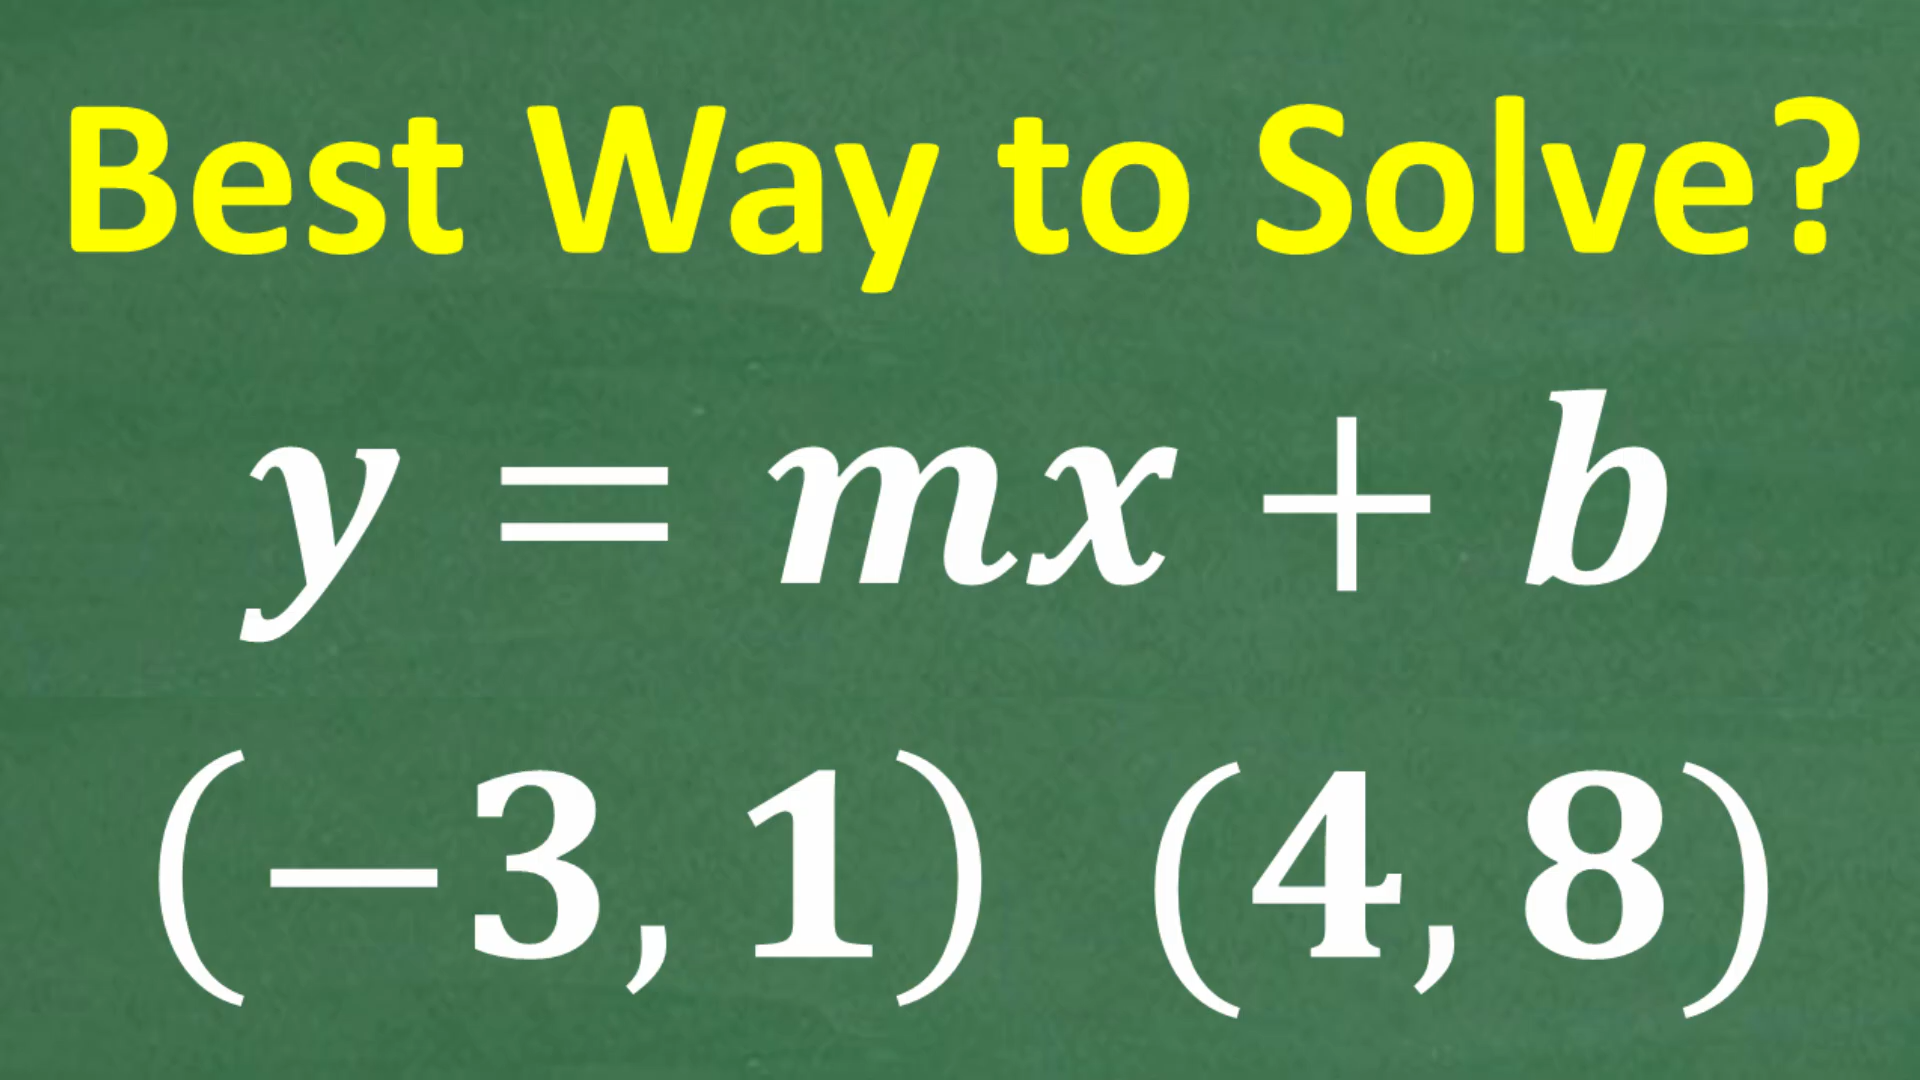 Best Way to Solve?
y = mx + b
(−3, 1) (4, 8)